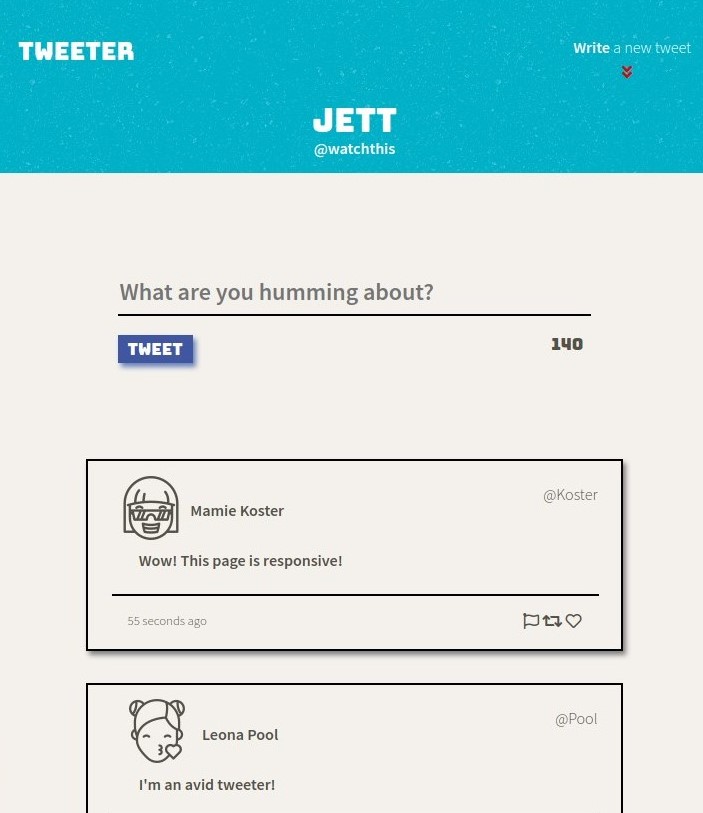 TWEETER
Write a new tweet
JETT
@watchthis
What are you humming about?
TWEET
140
Mamie Koster
@Koster
Wow! This page is responsive!
55 seconds ago
Leona Pool
@Pool
I'm an avid tweeter!